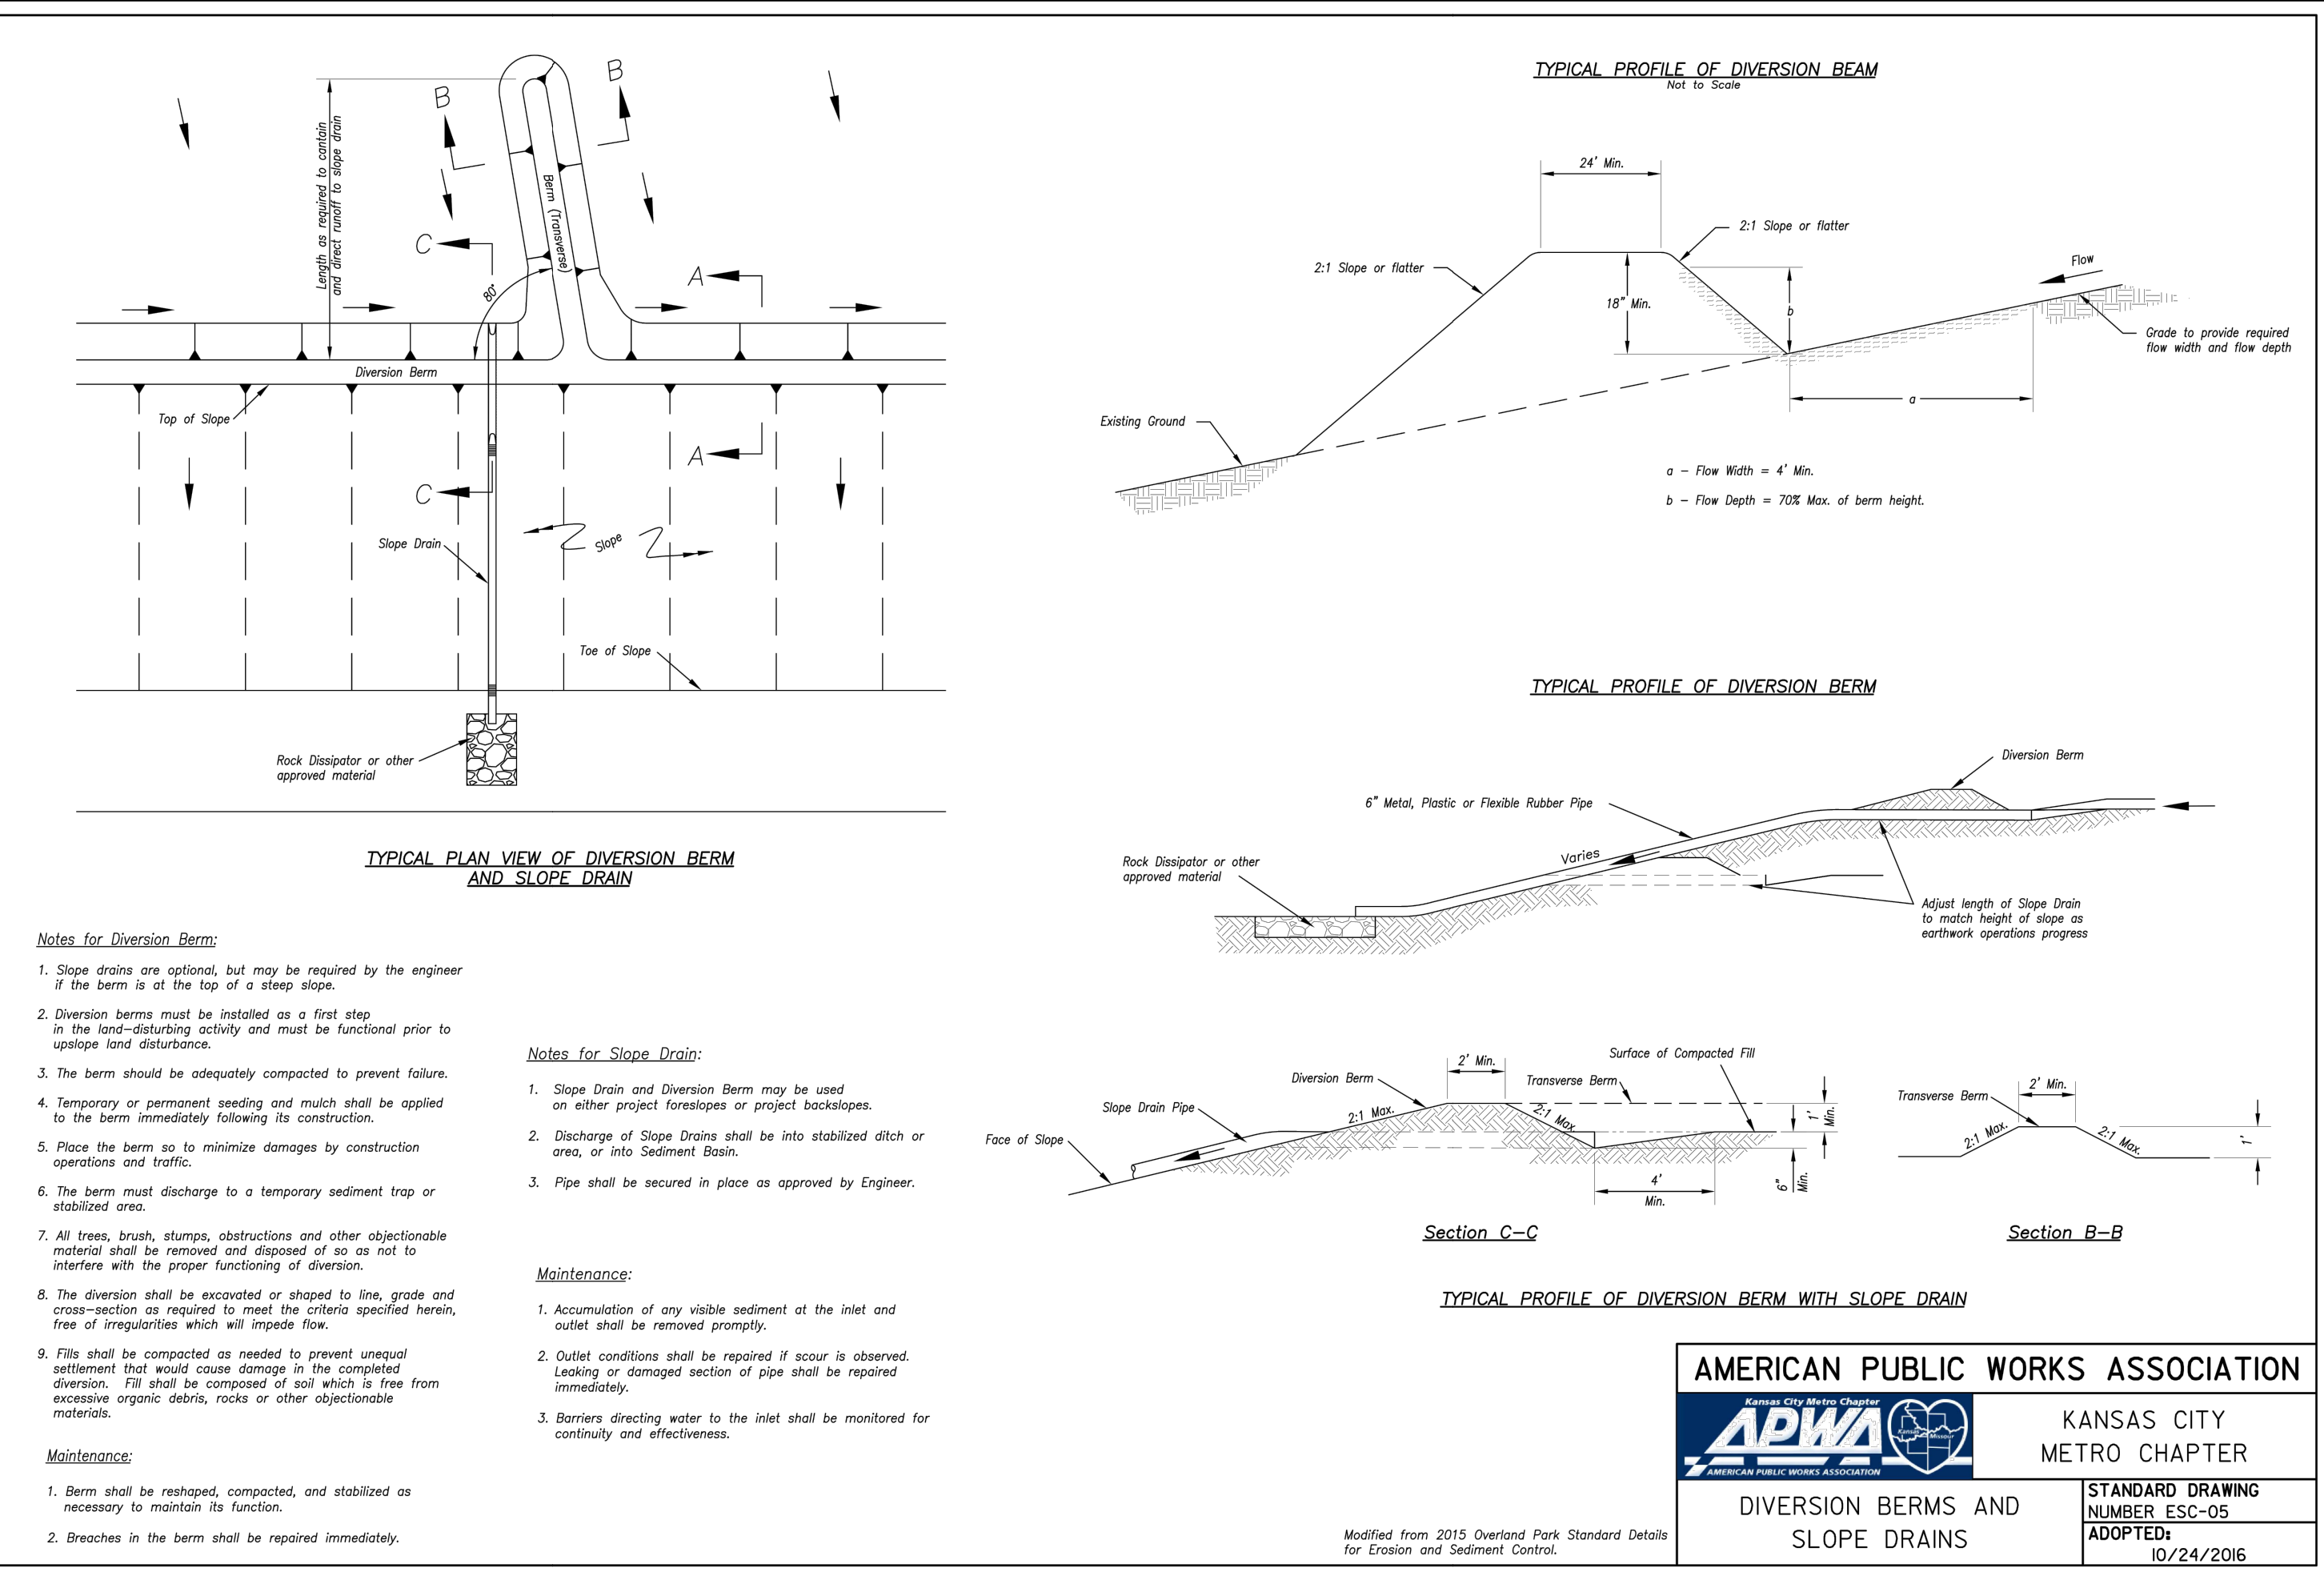 B
B
Length as required to cantain
and direct runoff to slope drain
Berm (Transverse)
C
A
80°
Diversion Berm
Top of Slope
A
C
Slope
Slope Drain
Toe of Slope
Rock Dissipator or other
approved material
TYPICAL PLAN VIEW OF DIVERSION BERM
AND SLOPE DRAIN
TYPICAL PROFILE OF DIVERSION BEAM
Not to Scale
24' Min.
2:1 Slope or flatter
2:1 Slope or flatter
Flow
18" Min.
b
Grade to provide required
flow width and flow depth
a
Existing Ground
a - Flow Width = 4' Min.
b - Flow Depth = 70% Max. of berm height.
TYPICAL PROFILE OF DIVERSION BERM
Diversion Berm
6" Metal, Plastic or Flexible Rubber Pipe
Varies
Rock Dissipator or other
approved material
Adjust length of Slope Drain
to match height of slope as
earthwork operations progress
2' Min.
Surface of Compacted Fill
Diversion Berm
Transverse Berm
Slope Drain Pipe
2:1 Max.
2:1 Max.
1'
Min.
Face of Slope
4'
Min.
6"
Min.
Section C-C
2' Min.
Transverse Berm
2:1 Max.
2:1 Max.
1'
Section B-B
TYPICAL PROFILE OF DIVERSION BERM WITH SLOPE DRAIN
Notes for Diversion Berm:
1. Slope drains are optional, but may be required by the engineer
if the berm is at the top of a steep slope.
2. Diversion berms must be installed as a first step
in the land-disturbing activity and must be functional prior to
upslope land disturbance.
3. The berm should be adequately compacted to prevent failure.
4. Temporary or permanent seeding and mulch shall be applied
to the berm immediately following its construction.
5. Place the berm so to minimize damages by construction
operations and traffic.
6. The berm must discharge to a temporary sediment trap or
stabilized area.
7. All trees, brush, stumps, obstructions and other objectionable
material shall be removed and disposed of so as not to
interfere with the proper functioning of diversion.
8. The diversion shall be excavated or shaped to line, grade and
cross-section as required to meet the criteria specified herein,
free of irregularities which will impede flow.
9. Fills shall be compacted as needed to prevent unequal
settlement that would cause damage in the completed
diversion. Fill shall be composed of soil which is free from
excessive organic debris, rocks or other objectionable
materials.
Maintenance:
1. Berm shall be reshaped, compacted, and stabilized as
necessary to maintain its function.
2. Breaches in the berm shall be repaired immediately.
Notes for Slope Drain:
1. Slope Drain and Diversion Berm may be used
on either project foreslopes or project backslopes.
2. Discharge of Slope Drains shall be into stabilized ditch or
area, or into Sediment Basin.
3. Pipe shall be secured in place as approved by Engineer.
Maintenance:
1. Accumulation of any visible sediment at the inlet and
outlet shall be removed promptly.
2. Outlet conditions shall be repaired if scour is observed.
Leaking or damaged section of pipe shall be repaired
immediately.
3. Barriers directing water to the inlet shall be monitored for
continuity and effectiveness.
Modified from 2015 Overland Park Standard Details
for Erosion and Sediment Control.
AMERICAN PUBLIC WORKS ASSOCIATION
Kansas City Metro Chapter
APWA
Kansas
Missouri
AMERICAN PUBLIC WORKS ASSOCIATION
KANSAS CITY
METRO CHAPTER
DIVERSION BERMS AND
SLOPE DRAINS
STANDARD DRAWING
NUMBER ESC-05
ADOPTED:
10/24/2016